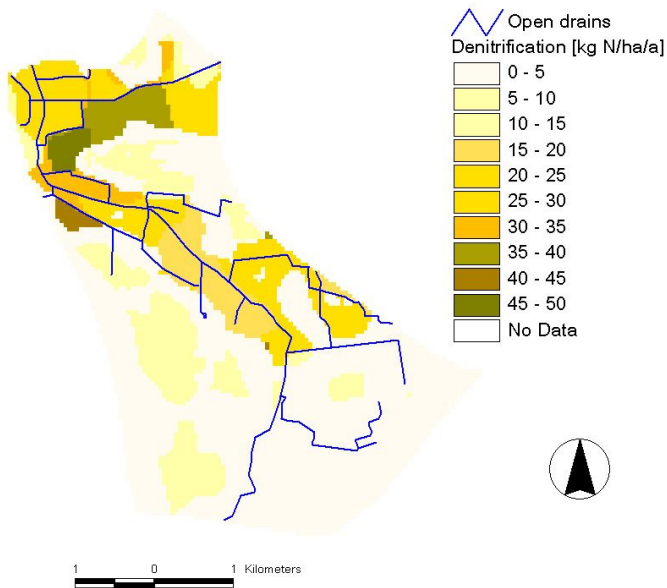 Open drains
Denitrification [kg N/ha/a]
0 - 5
5 - 10
10 - 15
15 - 20
20 - 25
25 - 30
30 - 35
35 - 40
40 - 45
45 - 50
No Data
1 0 1 Kilometers